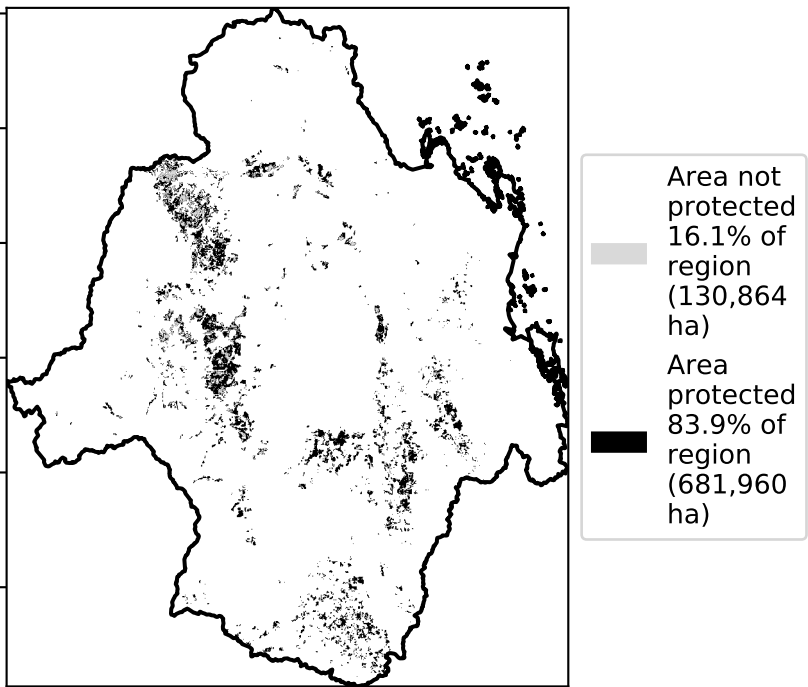 Area not
protected
16.1% of
region
(130,864
ha)
Area
protected
83.9% of
region
(681,960
ha)